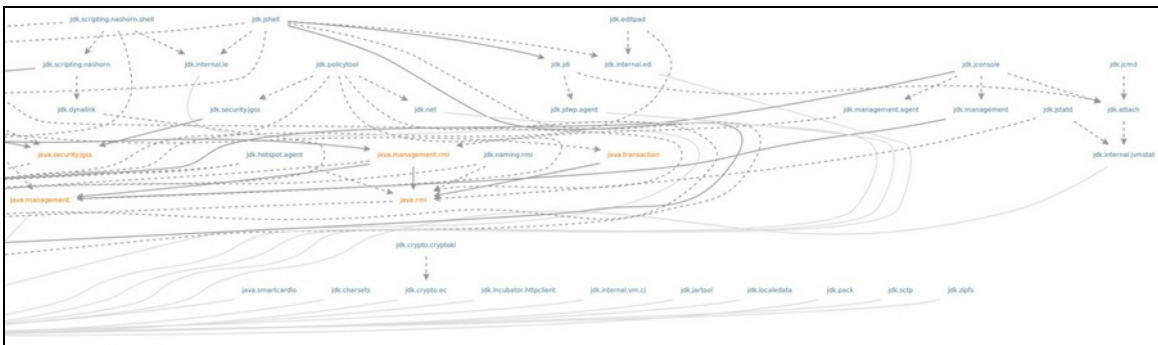 jdk.scripting.nashorn.shell jdk.jshell jdk.editpad
jdk.scripting.nashorn jdk.internal.le jdk.policytool jdk.jdi jdk.internal.ed jdk.jconsole jdk.jcmd
jdk.dynalink jdk.security.jgss jdk.net jdk.jdwp.agent jdk.management.agent jdk.management jdk.jstatd jdk.attach
java.security.jgss jdk.hotspot.agent java.management.rmi jdk.naming.rmi java.transaction jdk.internal.jvmstat
java.management java.rmi
jdk.crypto.cryptoki
java.smartcardio jdk.charsets jdk.crypto.ec jdk.incubator.httpclient jdk.internal.vm.ci jdk.jartool jdk.localedata jdk.pack jdk.sctp jdk.zipfs